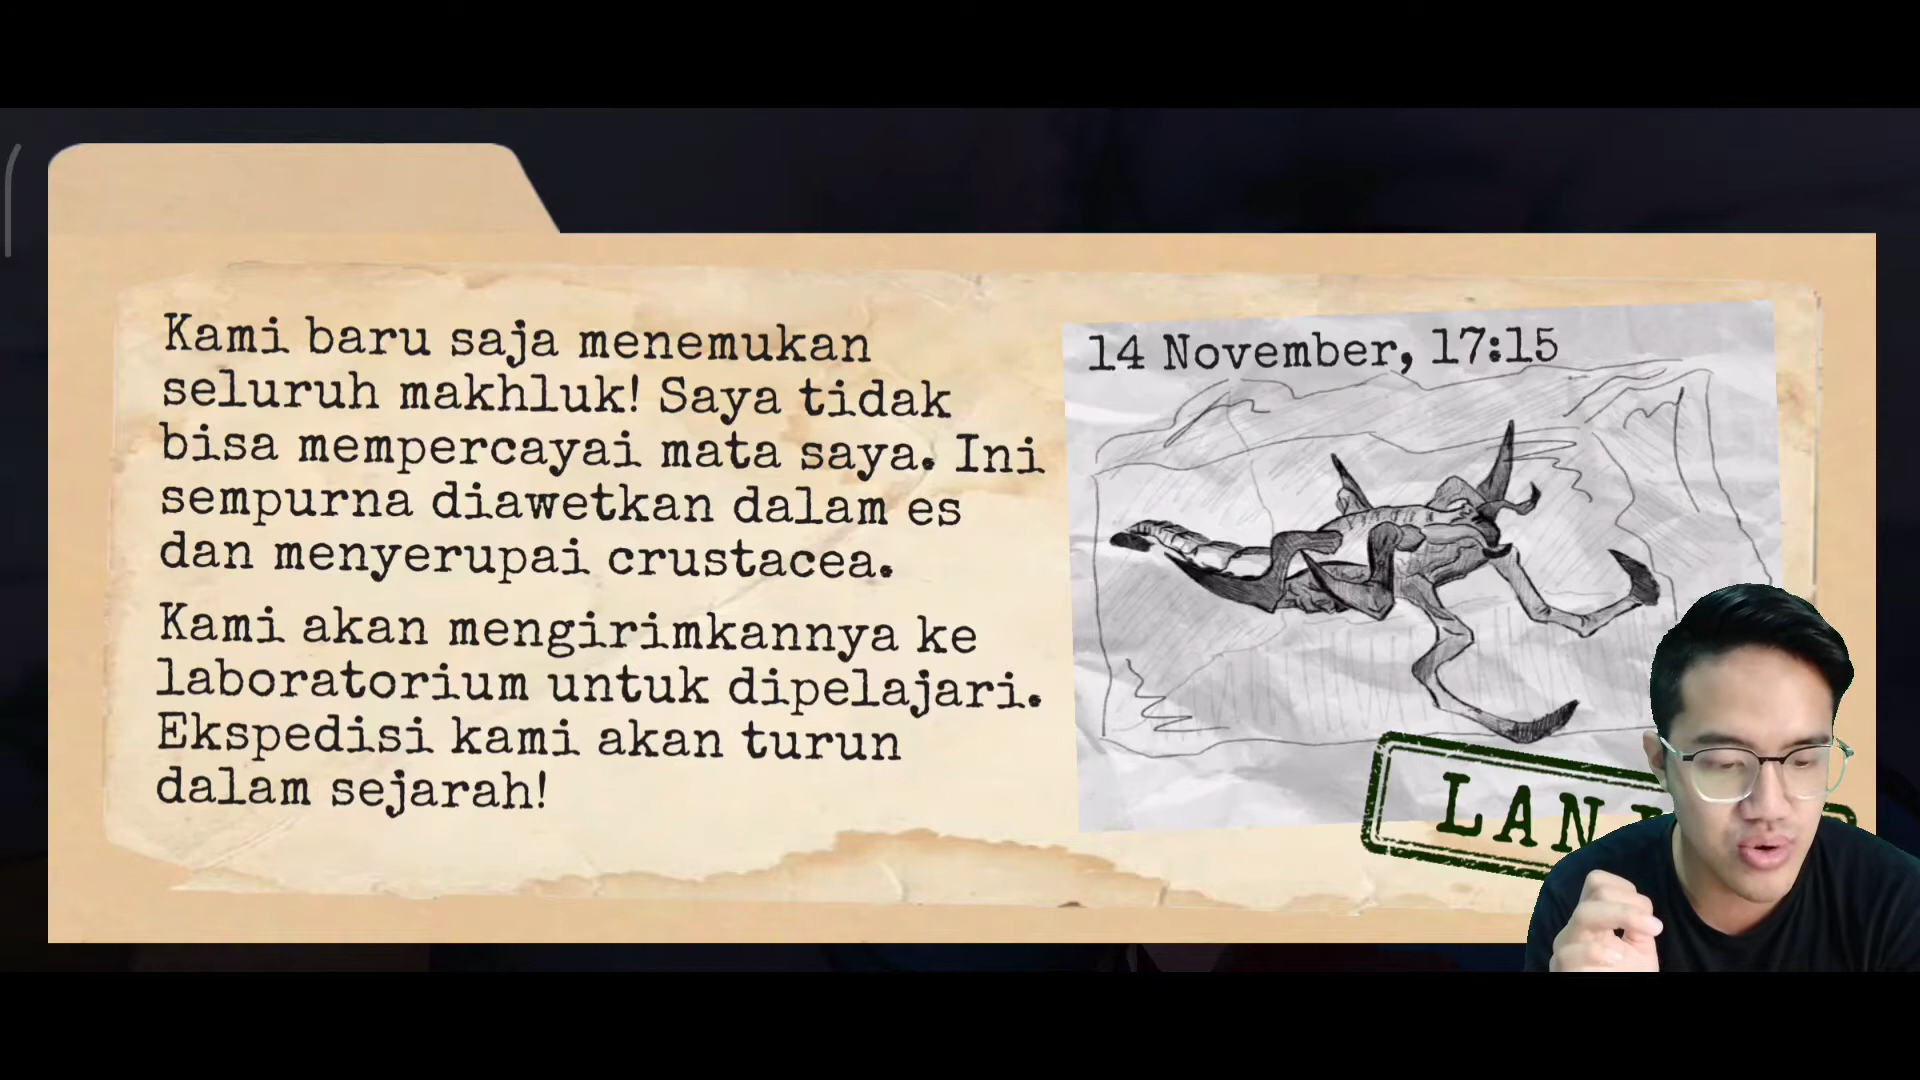 Kami baru saja menemukan
seluruh makhluk! Saya tidak
bisa mempercayai mata saya. Ini
sempurna diawetkan dalam es
dan menyerupai crustacea.
Kami akan mengirimkannya ke
laboratorium untuk dipelajari.
Ekspedisi kami akan turun
dalam sejarah!
14 November, 17:15